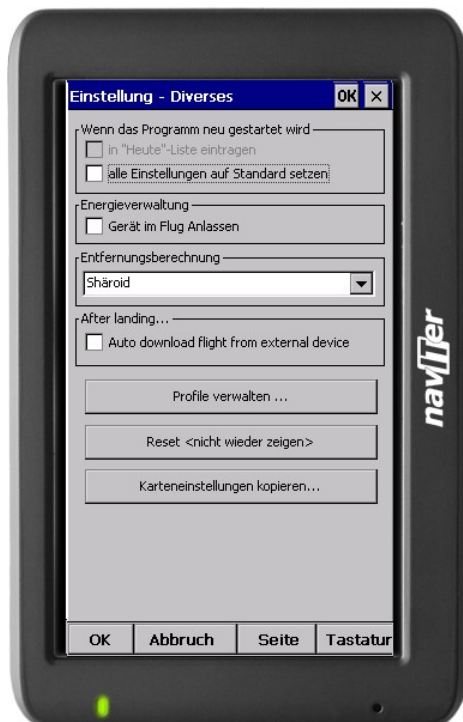 Einstellung - Diverses OK
Wenn das Programm neu gestartet wird
in "Heute"-Liste eintragen
alle Einstellungen auf Standard setzen
Energieverwaltung
Gerät im Flug Anlassen
Entfernungsberechnung
Shäroid
After landing...
Auto download flight from external device
Profile verwalten ...
Reset <nicht wieder zeigen>
Karteneinstellungen kopieren...
OK Abbruch Seite Tastatur
naviter